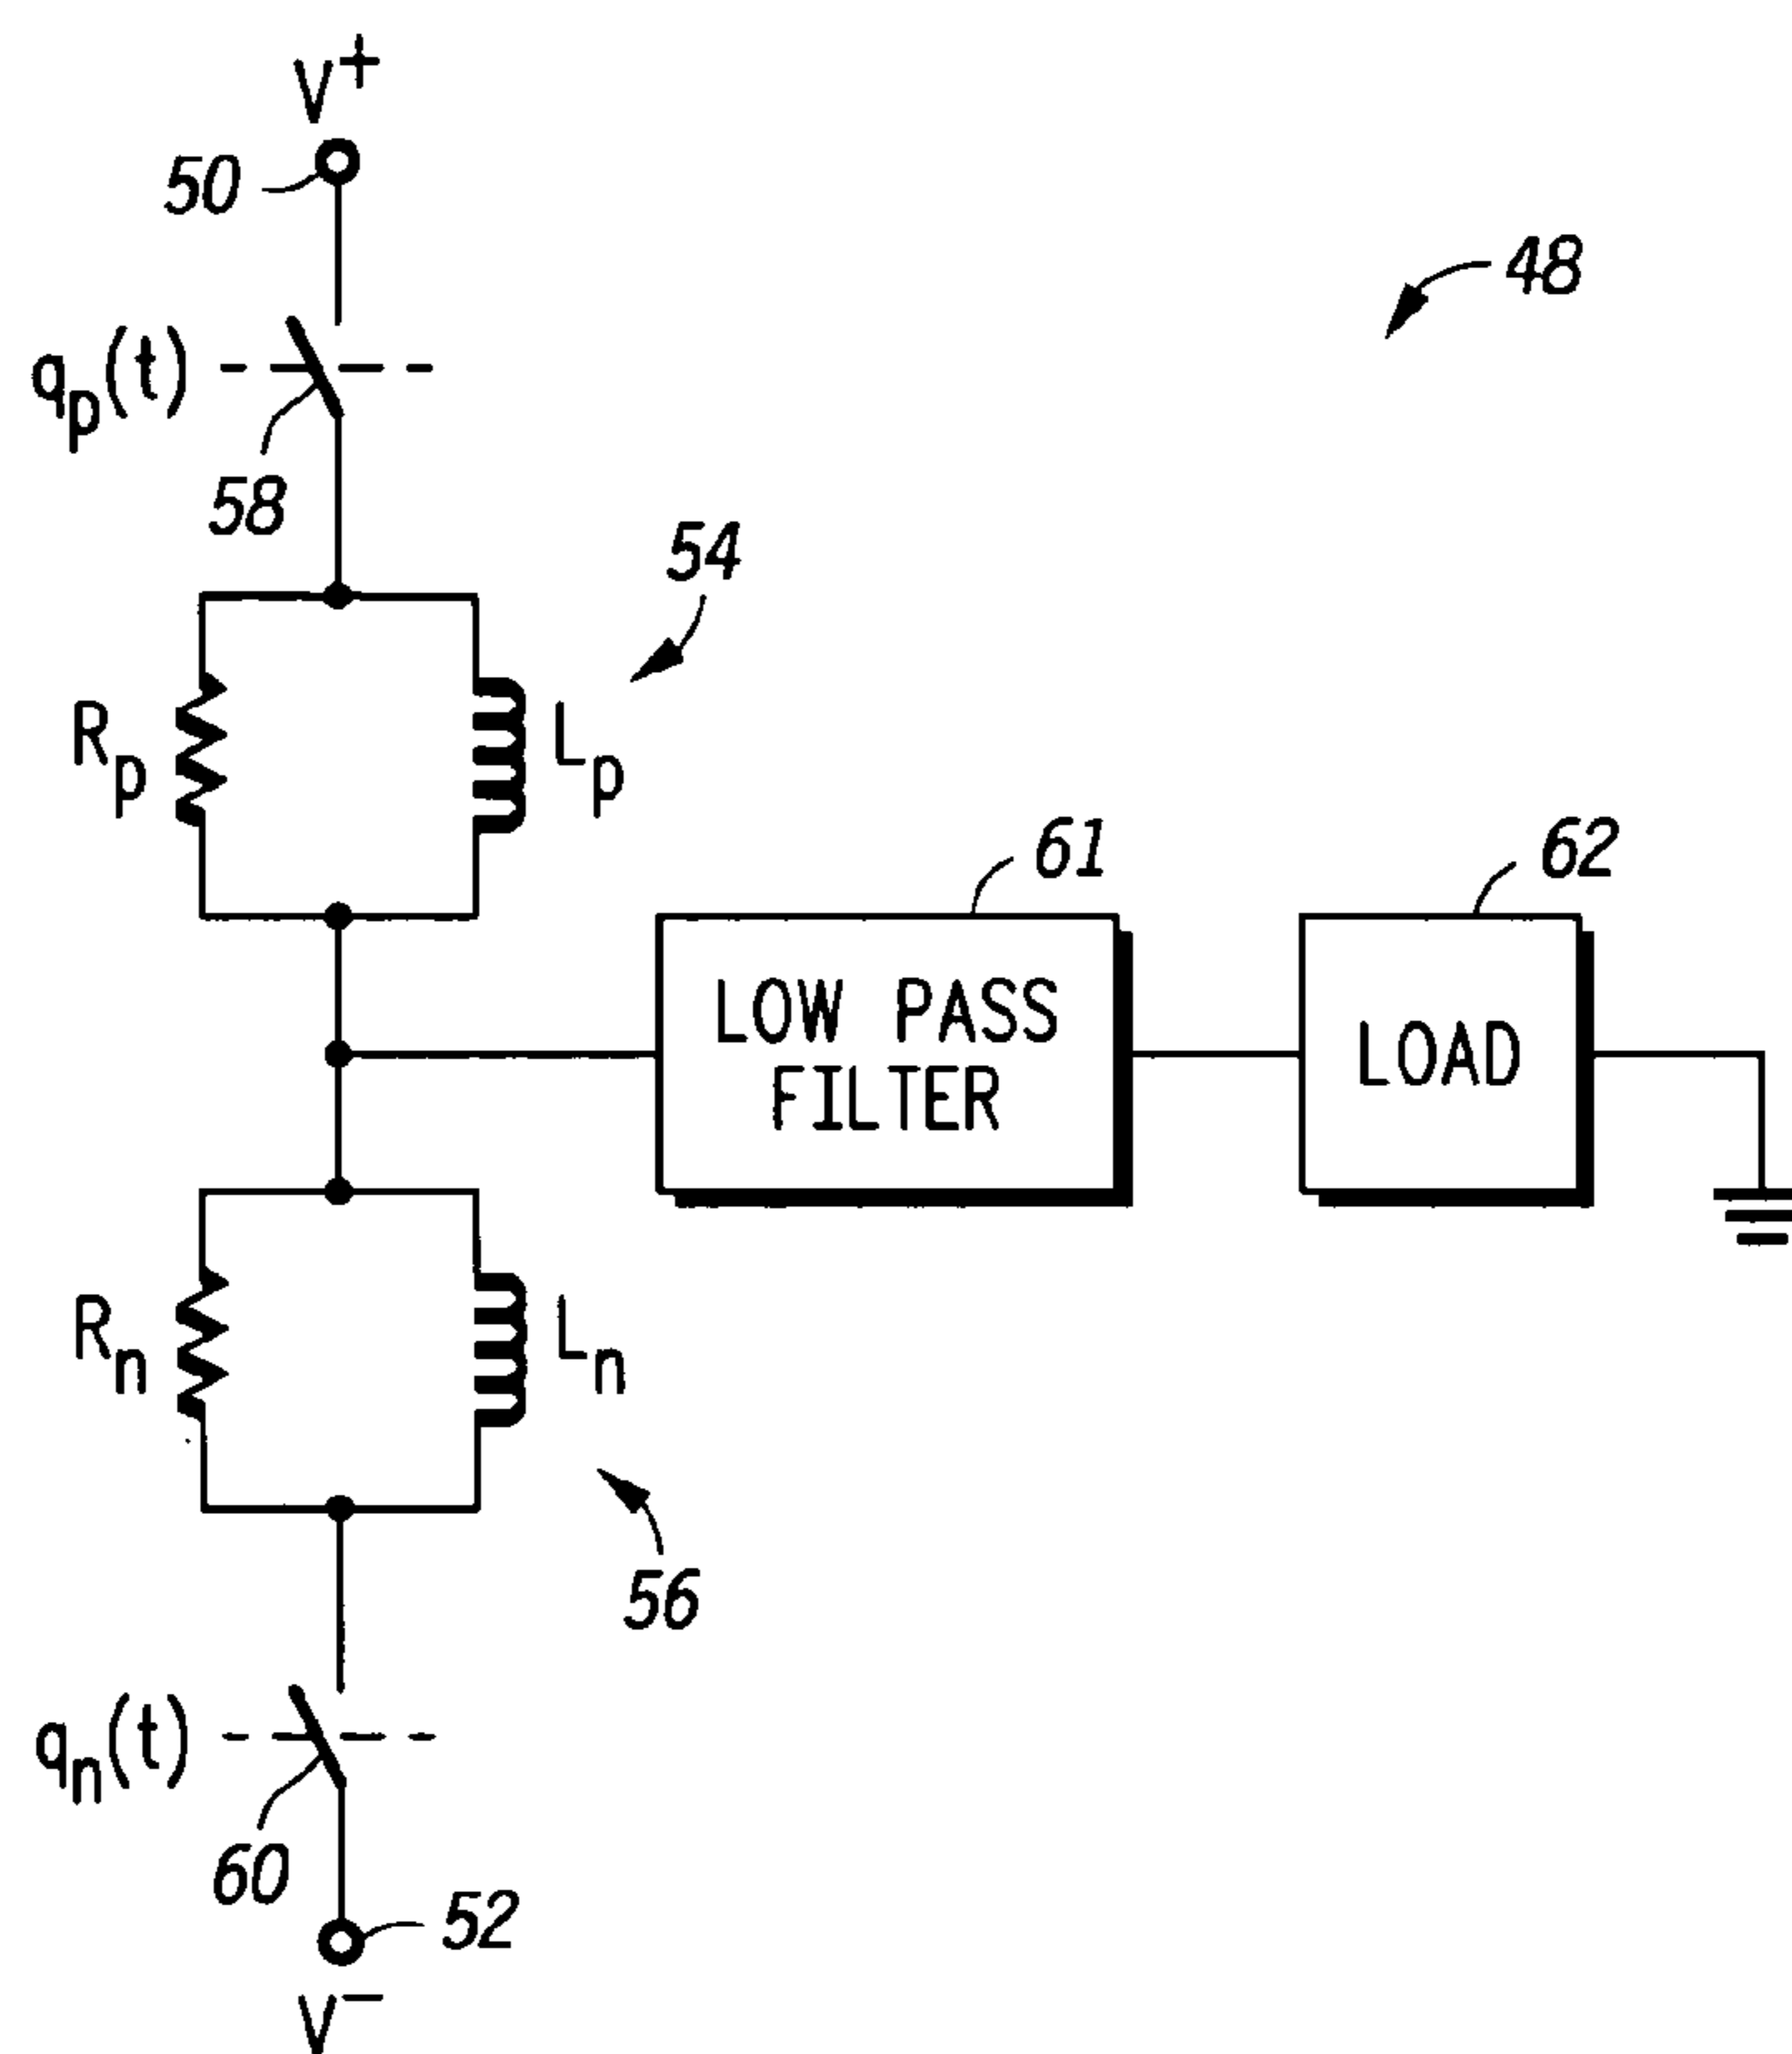 V+
50
48
qp(t)
58
54
Rp
Lp
61
62
LOW PASS
FILTER
LOAD
Rn
Ln
56
qn(t)
60
52
V−